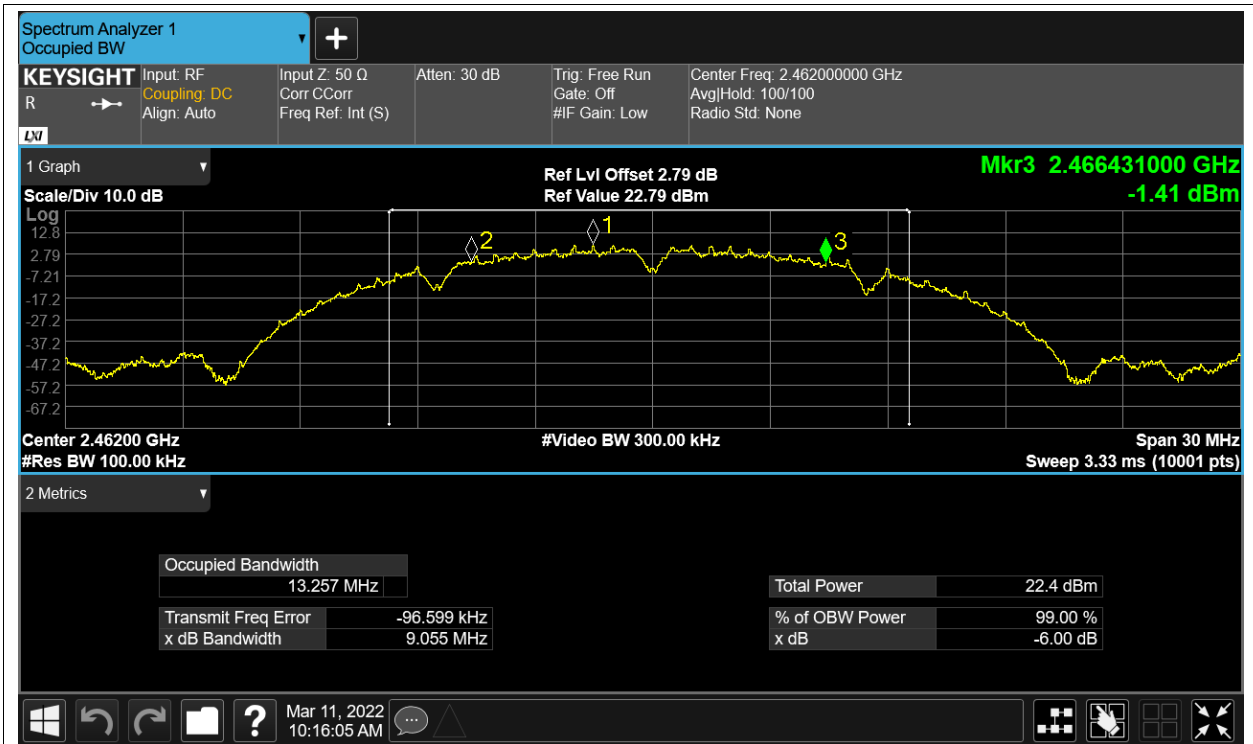 Spectrum Analyzer 1
Occupied BW
KEYSIGHT
R
LXI
Input: RF
Coupling: DC
Align: Auto
Input Z: 50 Ω
Corr CCorr
Freq Ref: Int (S)
Atten: 30 dB
Trig: Free Run
Gate: Off
#IF Gain: Low
Center Freq: 2.462000000 GHz
Avg|Hold: 100/100
Radio Std: None
1 Graph
Scale/Div 10.0 dB
Ref Lvl Offset 2.79 dB
Ref Value 22.79 dBm
Mkr3 2.466431000 GHz
-1.41 dBm
Log
12.8
2.79
-7.21
-17.2
-27.2
-37.2
-47.2
-57.2
-67.2
2
1
3
Center 2.46200 GHz
#Res BW 100.00 kHz
#Video BW 300.00 kHz
Span 30 MHz
Sweep 3.33 ms (10001 pts)
2 Metrics
Occupied Bandwidth
13.257 MHz
Transmit Freq Error -96.599 kHz
x dB Bandwidth 9.055 MHz
Total Power 22.4 dBm
% of OBW Power 99.00 %
x dB -6.00 dB
?
Mar 11, 2022
10:16:05 AM